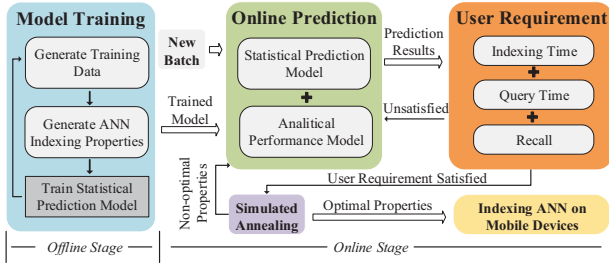 Model Training
Generate Training
Data
Generate ANN
Indexing Properties
Train Statistical
Prediction Model
New
Batch
Trained
Model
Online Prediction
Statistical Prediction
Model
+
Analitical
Performance Model
Prediction
Results
Unsatisfied
User Requirement
Indexing Time
+
Query Time
+
Recall
User Requirement Satisfied
Non-optimal
Properties
Simulated
Annealing
Optimal Properties
Indexing ANN on
Mobile Devices
Offline Stage
Online Stage